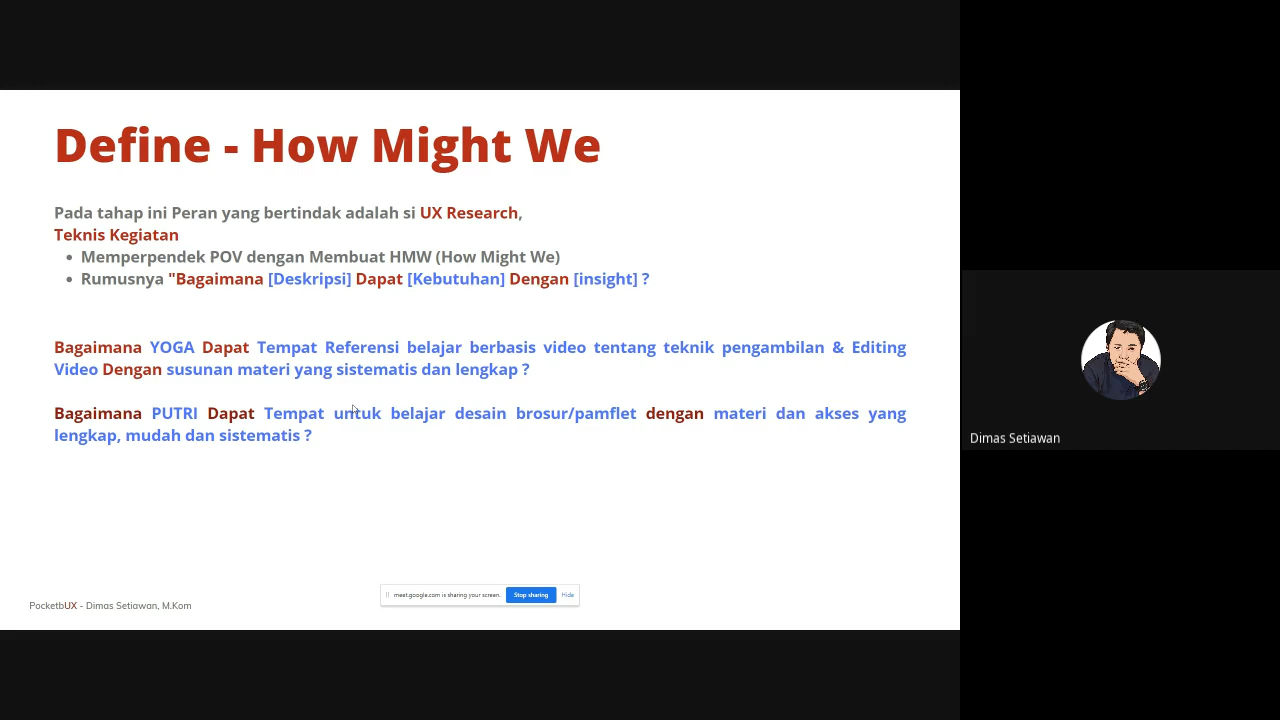 Define - How Might We
Pada tahap ini Peran yang bertindak adalah si UX Research,
Teknis Kegiatan
• Memperpendek POV dengan Membuat HMW (How Might We)
• Rumusnya "Bagaimana [Deskripsi] Dapat [Kebutuhan] Dengan [insight] ?
Bagaimana YOGA Dapat Tempat Referensi belajar berbasis video tentang teknik pengambilan & Editing
Video Dengan susunan materi yang sistematis dan lengkap ?
Bagaimana PUTRI Dapat Tempat untuk belajar desain brosur/pamflet dengan materi dan akses yang
lengkap, mudah dan sistematis ?
meet.google.com is sharing your screen. Stop sharing Hide
PocketbUX - Dimas Setiawan, M.Kom
Dimas Setiawan